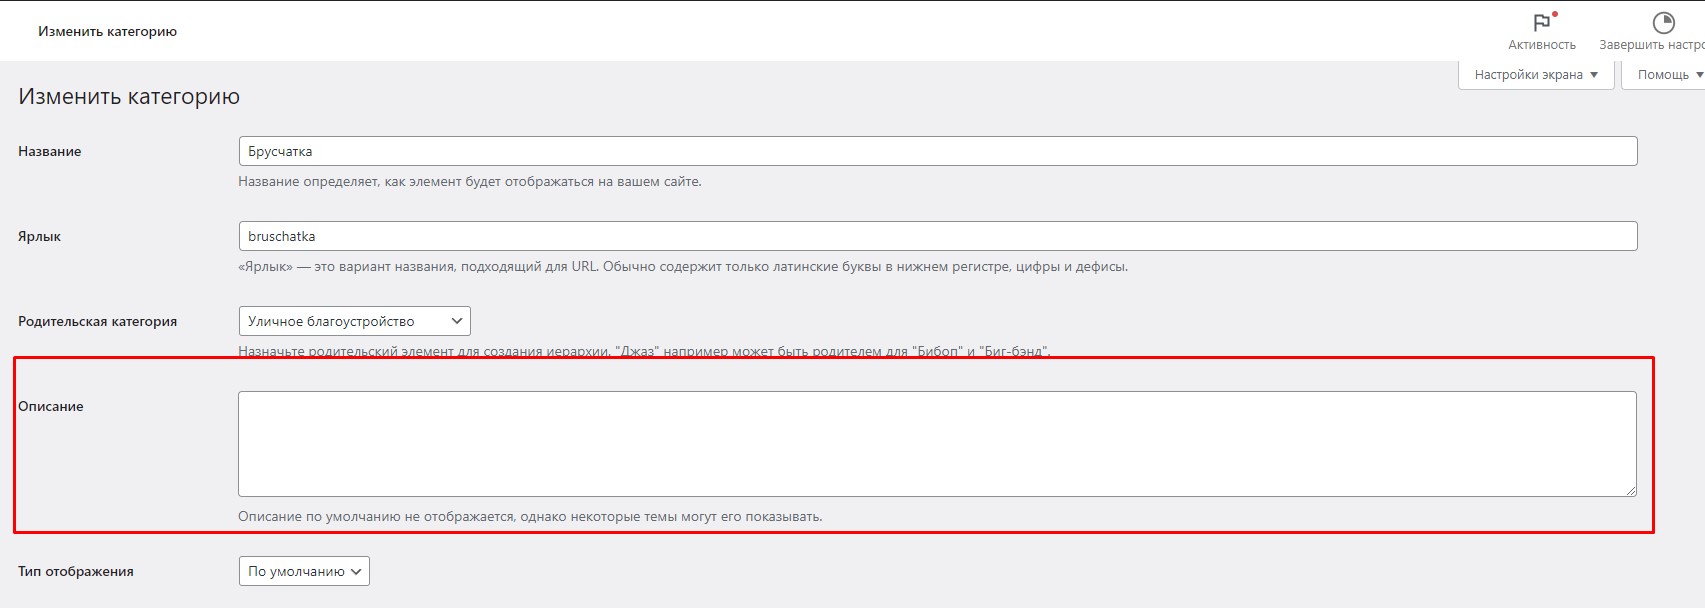 Изменить категорию
Активность
Завершить настро
Настройки экрана
Помощь
Изменить категорию
Название
Брусчатка
Название определяет, как элемент будет отображаться на вашем сайте.
Ярлык
bruschatka
«Ярлык» — это вариант названия, подходящий для URL. Обычно содержит только латинские буквы в нижнем регистре, цифры и дефисы.
Родительская категория
Уличное благоустройство
Назначьте родительский элемент для создания иерархии. "Джаз" например может быть родителем для "Бибоп" и "Биг-бэнд".
Описание
Описание по умолчанию не отображается, однако некоторые темы могут его показывать.
Тип отображения
По умолчанию